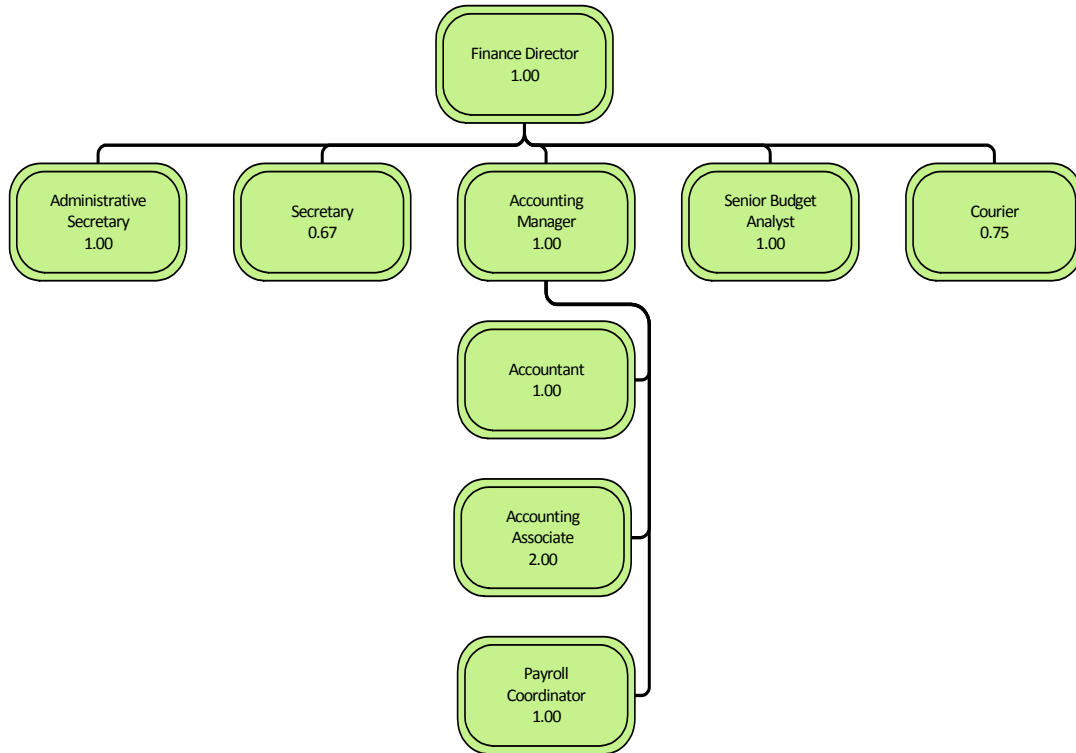 Finance Director
1.00
Administrative
Secretary
1.00
Secretary
0.67
Accounting
Manager
1.00
Senior Budget
Analyst
1.00
Courier
0.75
Accountant
1.00
Accounting
Associate
2.00
Payroll
Coordinator
1.00